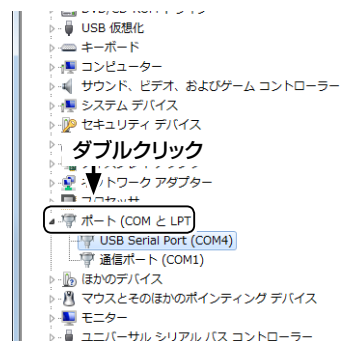 USB 仮想化
キーボード
コンピューター
サウンド、ビデオ、およびゲーム コントローラー
システム デバイス
セキュリティ デバイス
ダブルクリック
ネットワーク アダプター
プロセッサ
ポート (COM と LPT
USB Serial Port (COM4)
通信ポート (COM1)
ほかのデバイス
マウスとそのほかのポインティング デバイス
モニター
ユニバーサル シリアル バス コントローラー